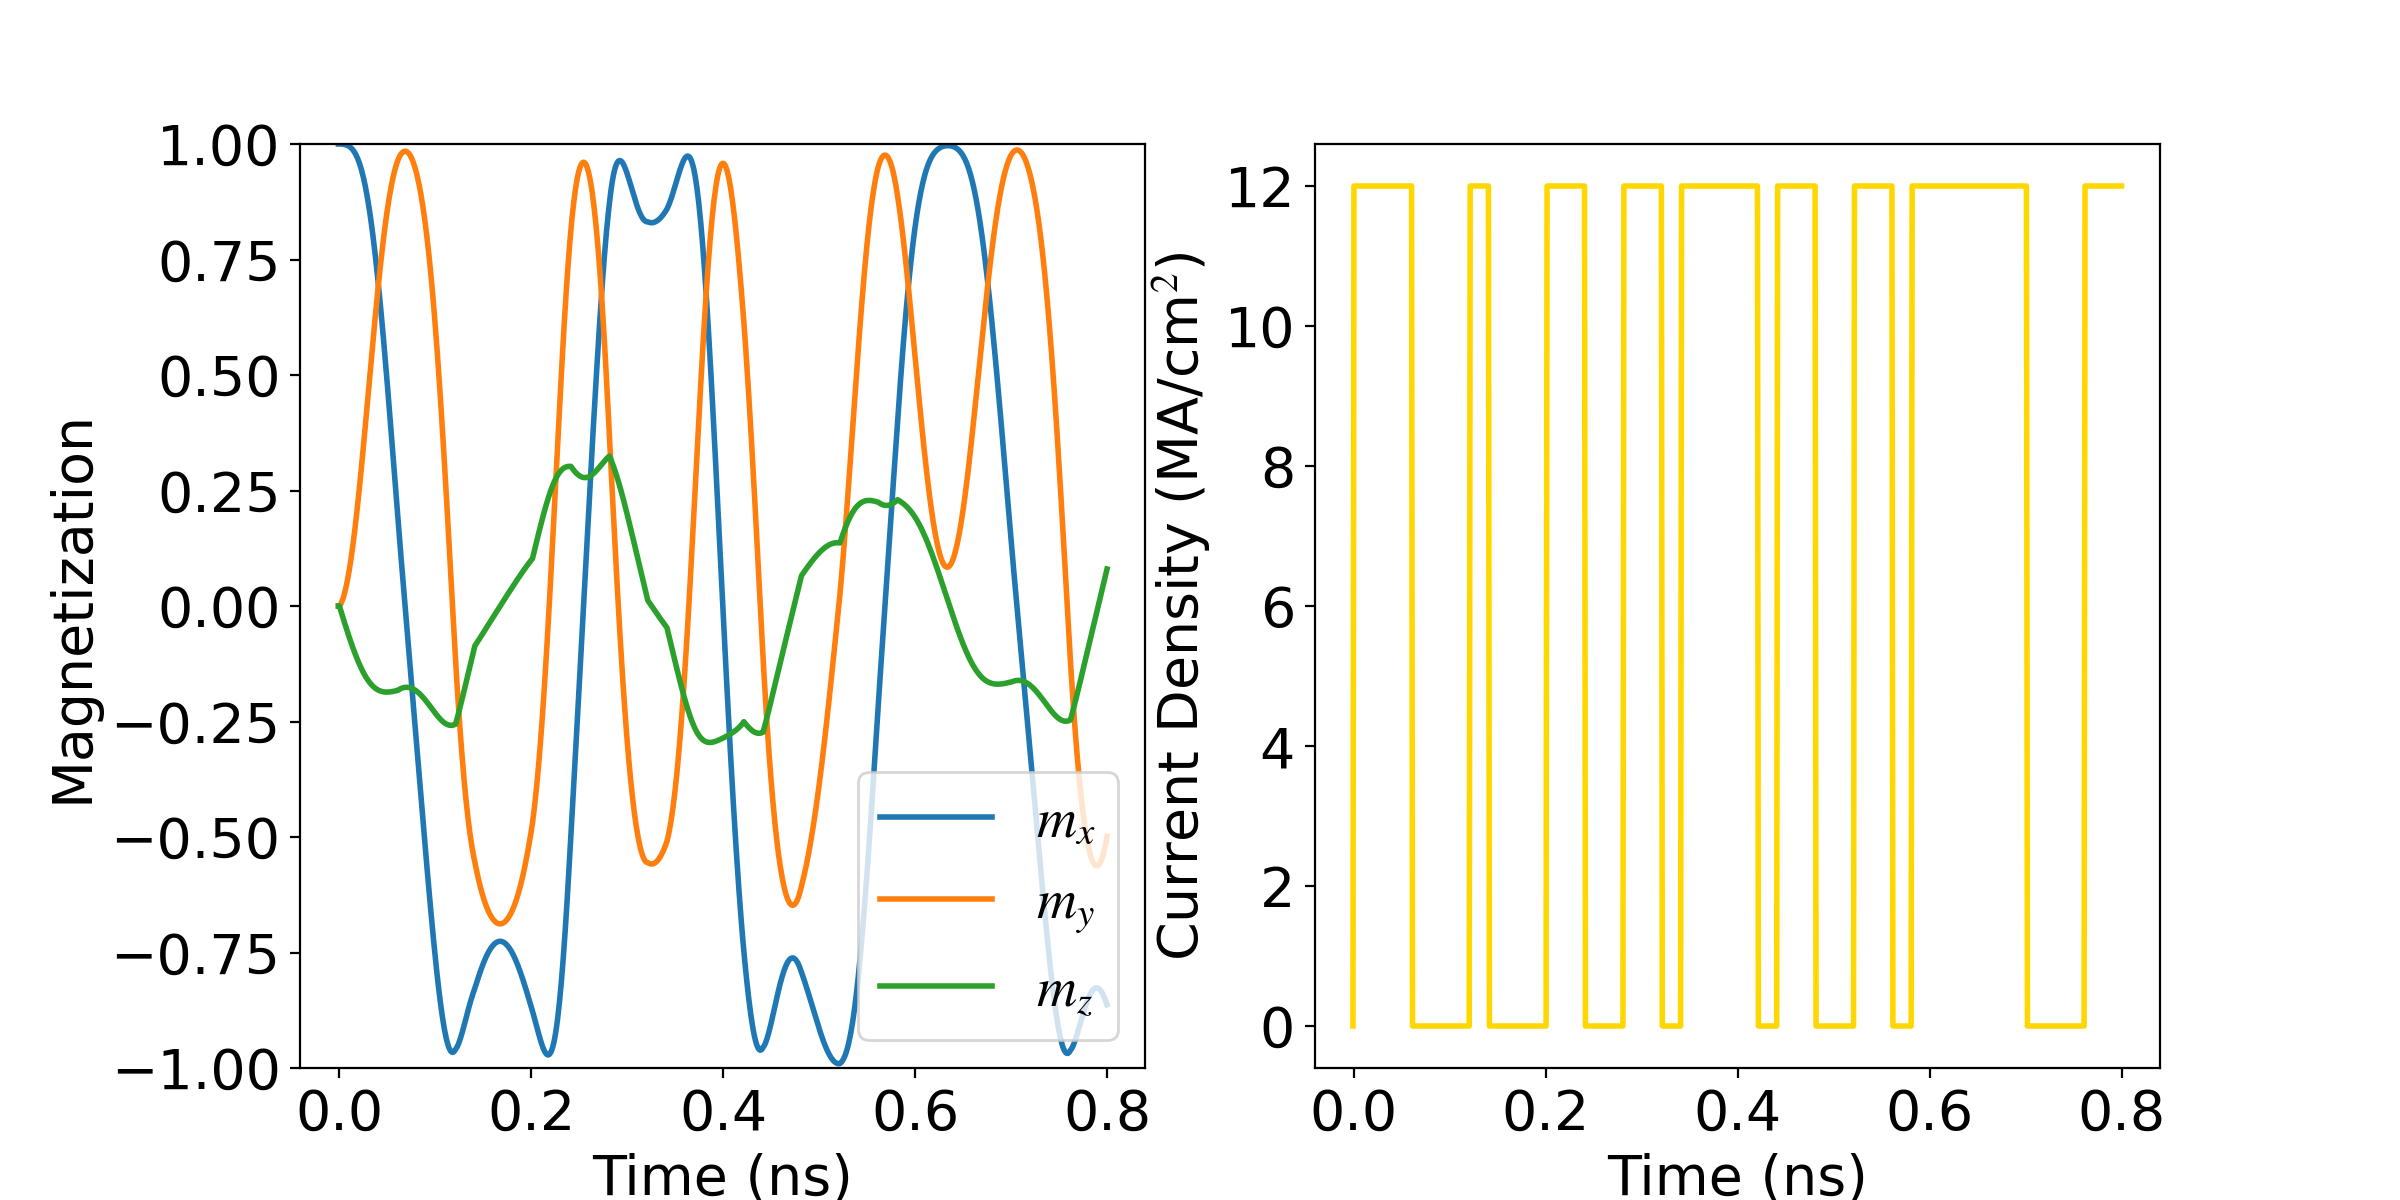 Magnetization
1.00
0.75
0.50
0.25
0.00
−0.25
−0.50
−0.75
−1.00
0.0 0.2 0.4 0.6 0.8
Time (ns)
m_x
m_y
m_z
Current Density (MA/cm²)
12
10
8
6
4
2
0
0.0 0.2 0.4 0.6 0.8
Time (ns)